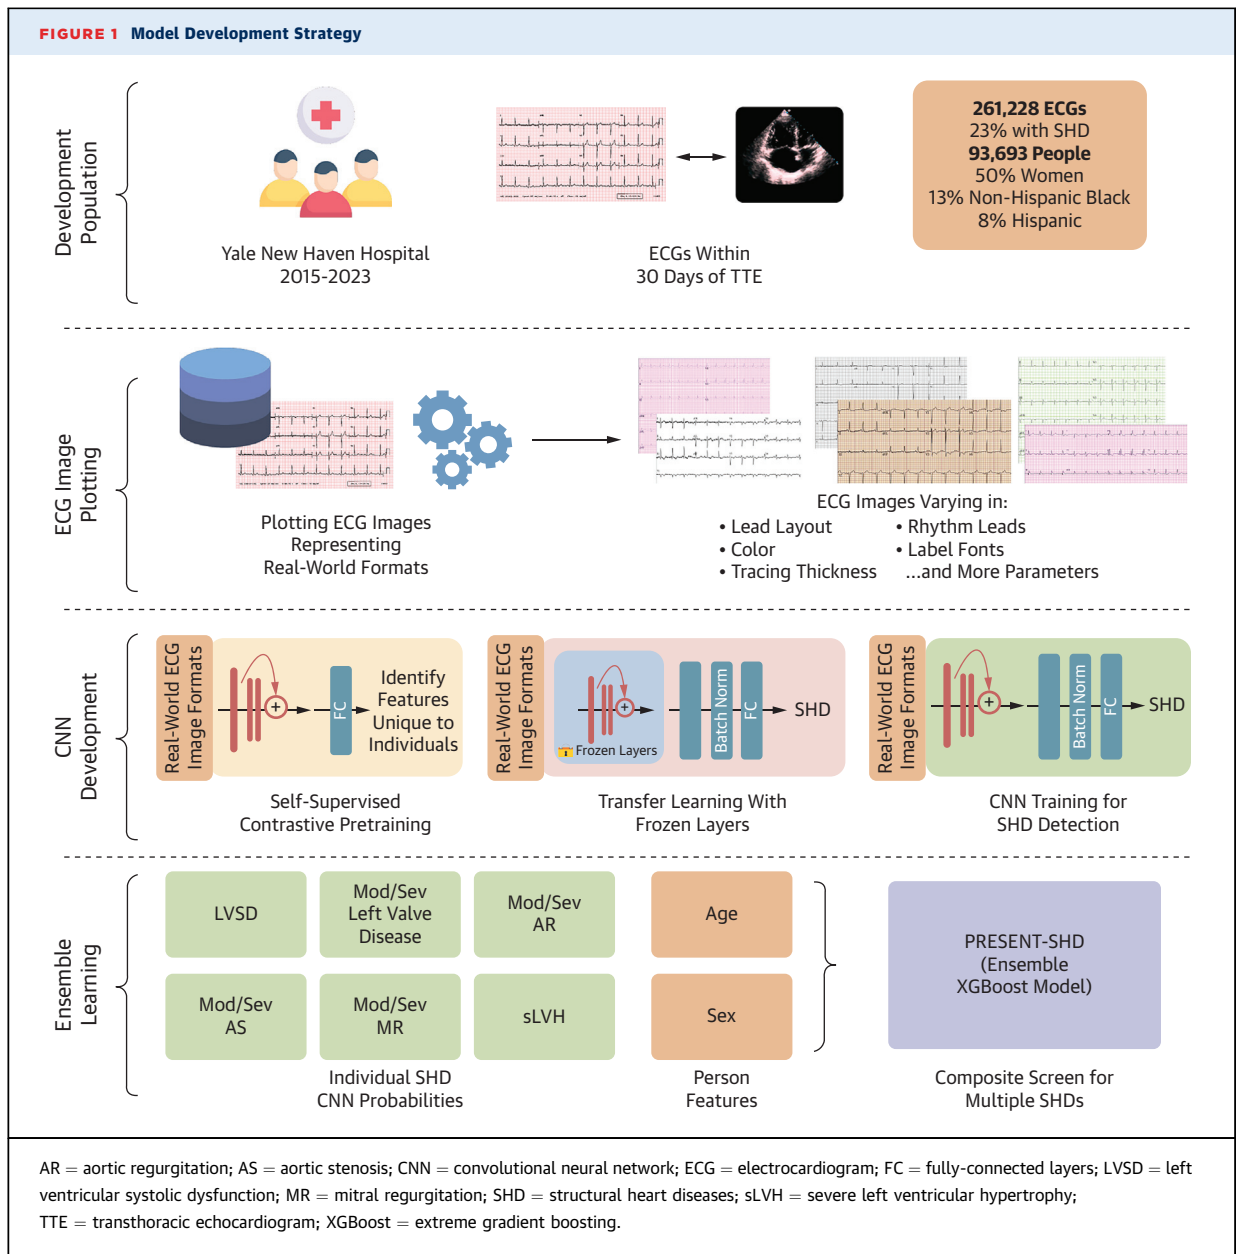 FIGURE 1 Model Development Strategy
Development
Population
Yale New Haven Hospital
2015-2023
ECGs Within
30 Days of TTE
261,228 ECGs
23% with SHD
93,693 People
50% Women
13% Non-Hispanic Black
8% Hispanic
ECG Image
Plotting
Plotting ECG Images
Representing
Real-World Formats
ECG Images Varying in:
• Lead Layout
• Color
• Tracing Thickness
• Rhythm Leads
• Label Fonts
...and More Parameters
CNN
Development
Real-World ECG
Image Formats
FC
Identify
Features
Unique to
Individuals
Self-Supervised
Contrastive Pretraining
Real-World ECG
Image Formats
Frozen Layers
Batch Norm
FC
SHD
Transfer Learning With
Frozen Layers
Real-World ECG
Image Formats
Batch Norm
FC
SHD
CNN Training for
SHD Detection
Ensemble
Learning
LVSD
Mod/Sev
Left Valve
Disease
Mod/Sev
AR
Mod/Sev
AS
Mod/Sev
MR
sLVH
Individual SHD
CNN Probabilities
Age
Sex
Person
Features
PRESENT-SHD
(Ensemble
XGBoost Model)
Composite Screen for
Multiple SHDs
AR = aortic regurgitation; AS = aortic stenosis; CNN = convolutional neural network; ECG = electrocardiogram; FC = fully-connected layers; LVSD = left
ventricular systolic dysfunction; MR = mitral regurgitation; SHD = structural heart diseases; sLVH = severe left ventricular hypertrophy;
TTE = transthoracic echocardiogram; XGBoost = extreme gradient boosting.